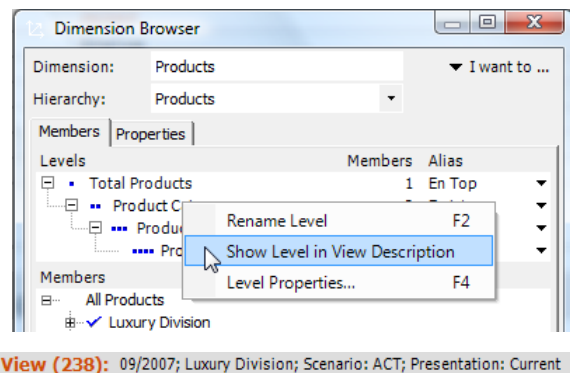 Dimension Browser
Dimension: Products ▼ I want to ...
Hierarchy: Products
Members Properties
Levels Members Alias
Total Products 1 En Top
Product
Rename Level F2
Show Level in View Description
Level Properties... F4
Members
All Products
Luxury Division
View (238): 09/2007; Luxury Division; Scenario: ACT; Presentation: Current